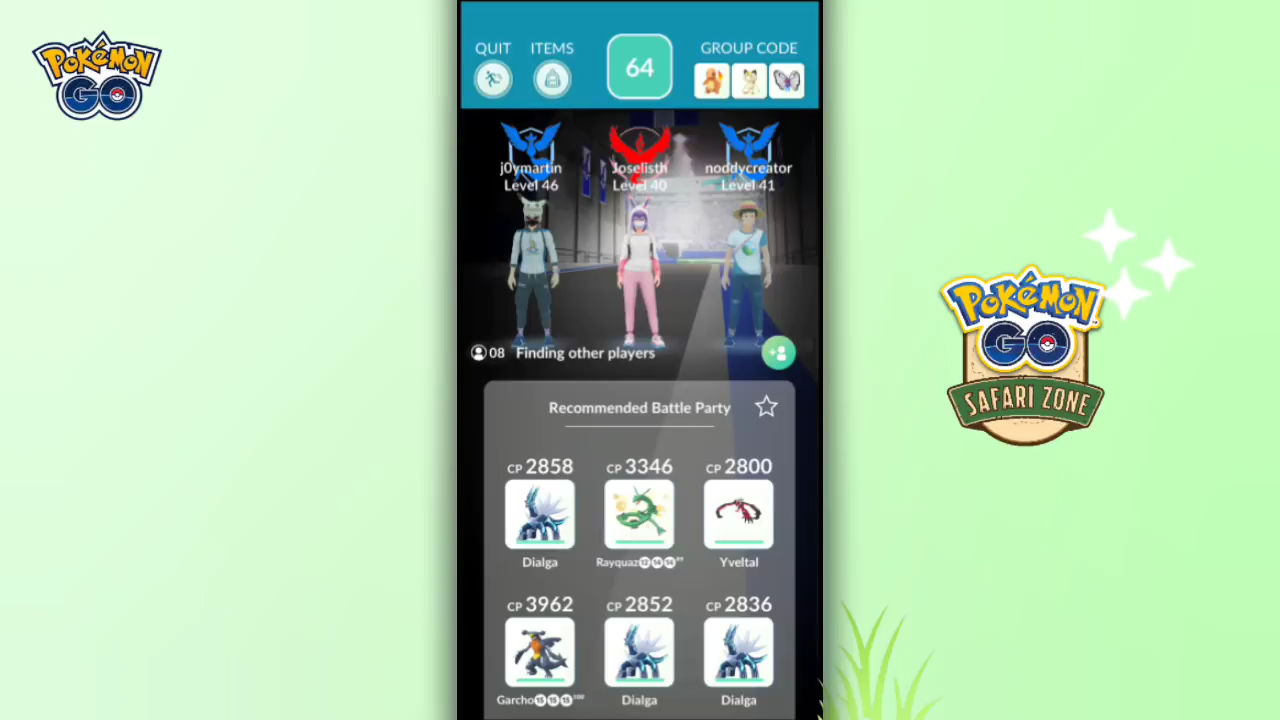 POKÉMON
GO
QUIT
ITEMS
64
GROUP CODE
j0ymartin
Level 46
Joselisth
Level 40
noddycreator
Level 41
08 Finding other players
Recommended Battle Party
CP 2858
CP 3346
CP 2800
Dialga
Rayquaz
Yveltal
CP 3962
CP 2852
CP 2836
Garcho
Dialga
Dialga
POKÉMON
GO
SAFARI ZONE